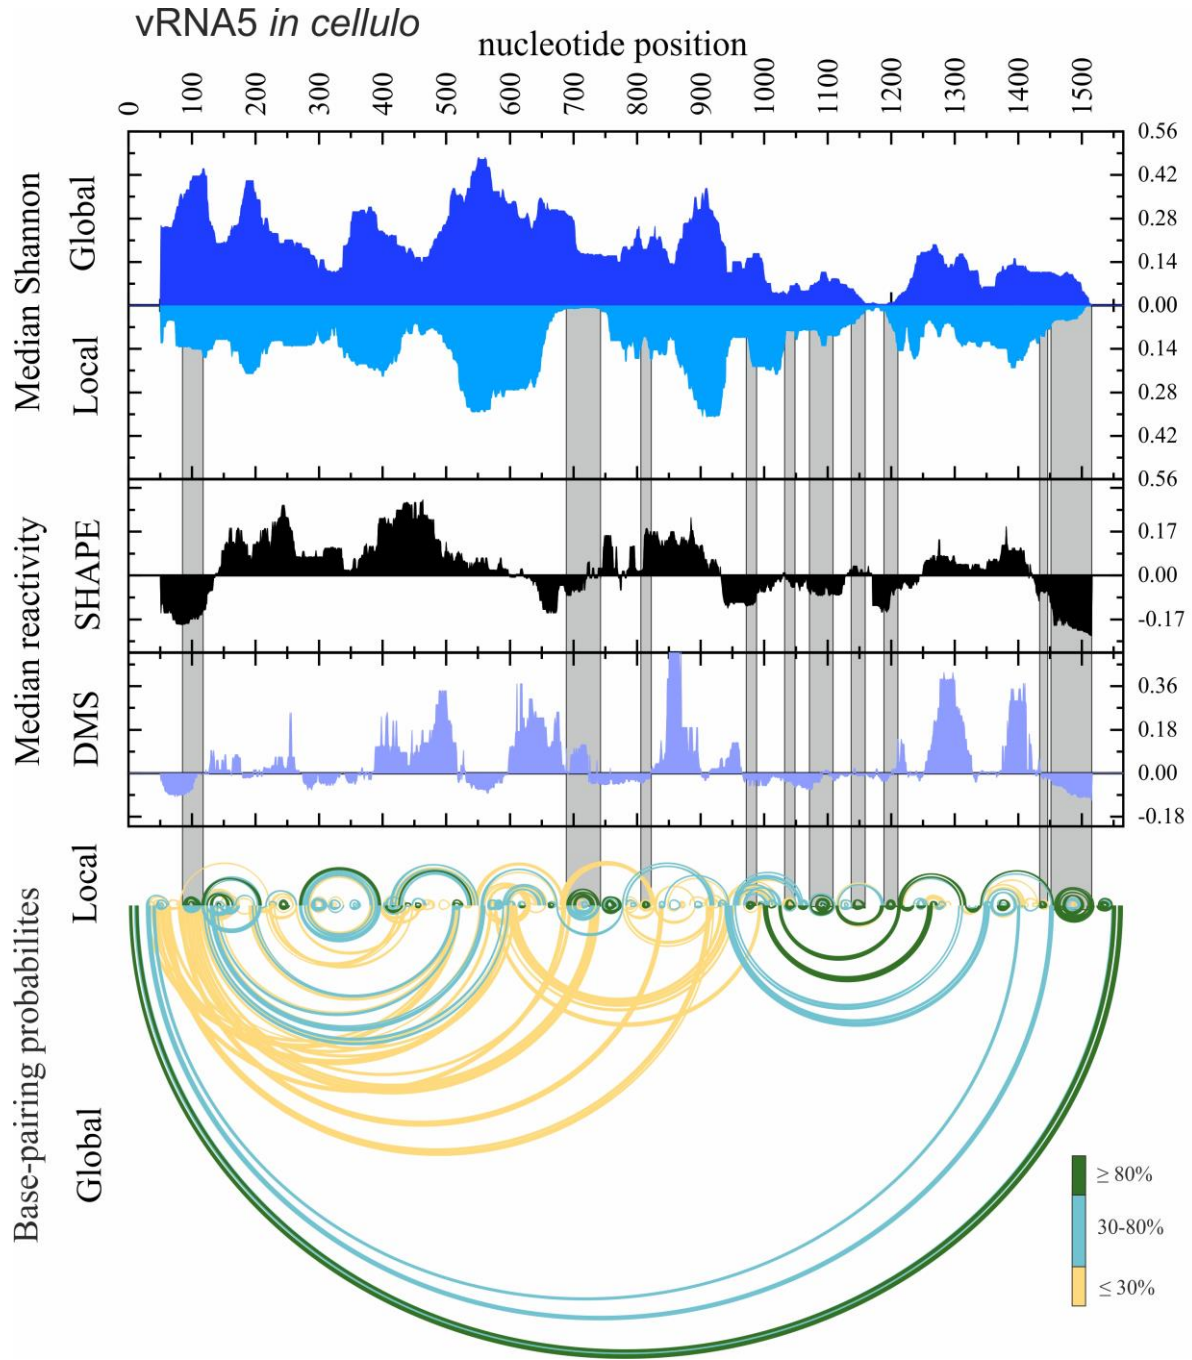 vRNA5 in cellulo
nucleotide position
0 100 200 300 400 500 600 700 800 900 1000 1100 1200 1300 1400 1500
Median Shannon
Global
Local
0.56
0.42
0.28
0.14
0.00
0.14
0.28
0.42
0.56
Median reactivity
SHAPE
0.17
0.00
-0.17
DMS
0.36
0.18
0.00
-0.18
Base-pairing probabilites
Local
Global
≥ 80%
30-80%
≤ 30%